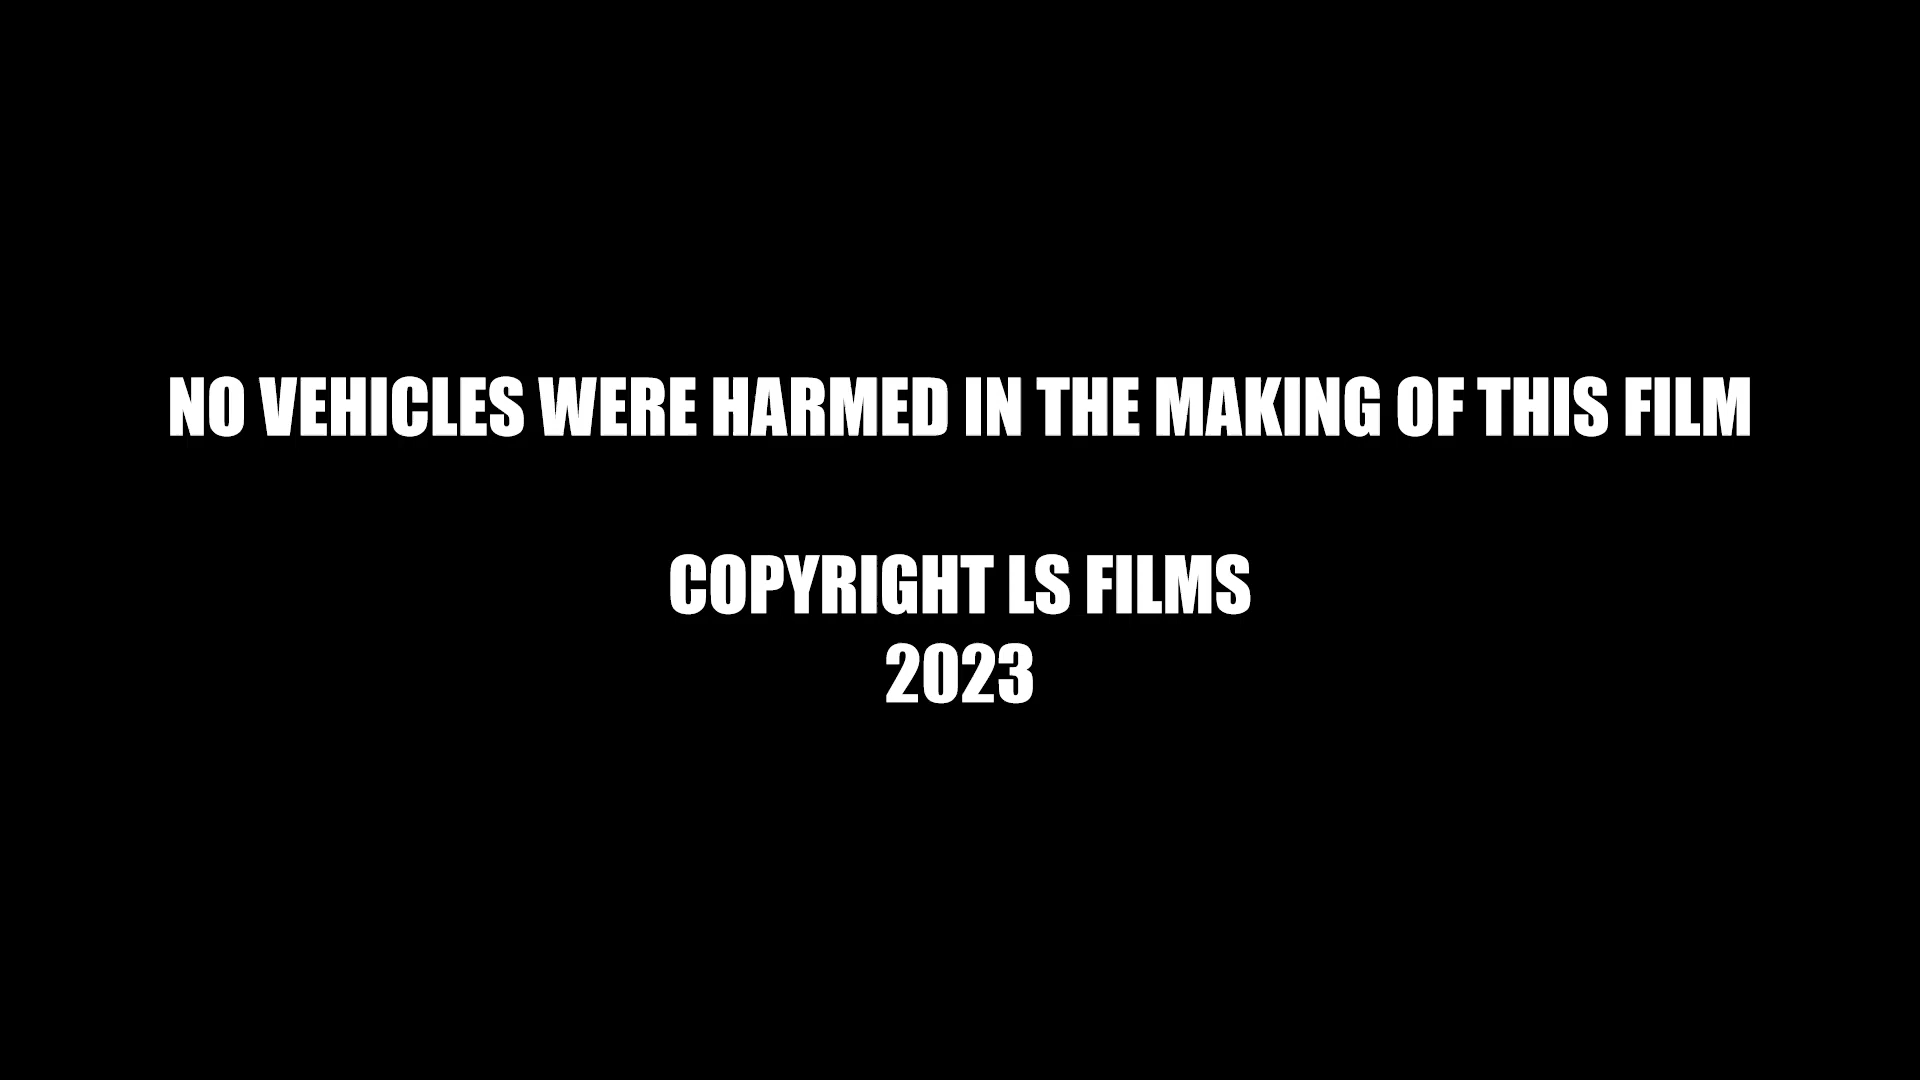 NO VEHICLES WERE HARMED IN THE MAKING OF THIS FILM
COPYRIGHT LS FILMS
2023